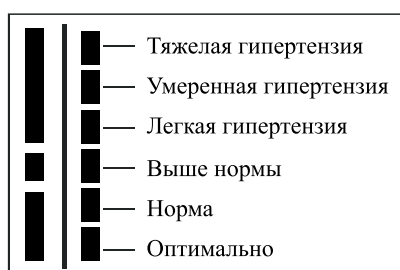 Тяжелая гипертензия
Умеренная гипертензия
Легкая гипертензия
Выше нормы
Норма
Оптимально